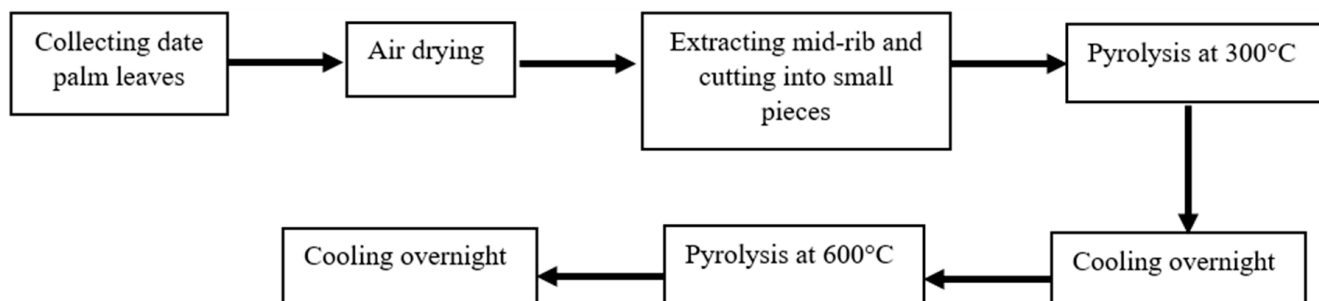 Collecting date
palm leaves
Air drying
Extracting mid-rib and
cutting into small
pieces
Pyrolysis at 300°C
Cooling overnight
Pyrolysis at 600°C
Cooling overnight